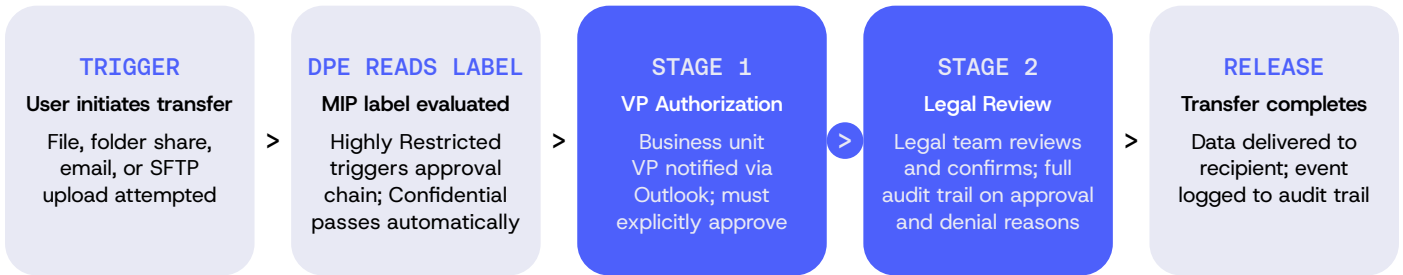 TRIGGER
User initiates transfer
File, folder share,
email, or SFTP
upload attempted
>
DPE READS LABEL
MIP label evaluated
Highly Restricted
triggers approval
chain; Confidential
passes automatically
>
STAGE 1
VP Authorization
Business unit
VP notified via
Outlook; must
explicitly approve
>
STAGE 2
Legal Review
Legal team reviews
and confirms; full
audit trail on approval
and denial reasons
>
RELEASE
Transfer completes
Data delivered to
recipient; event
logged to audit trail